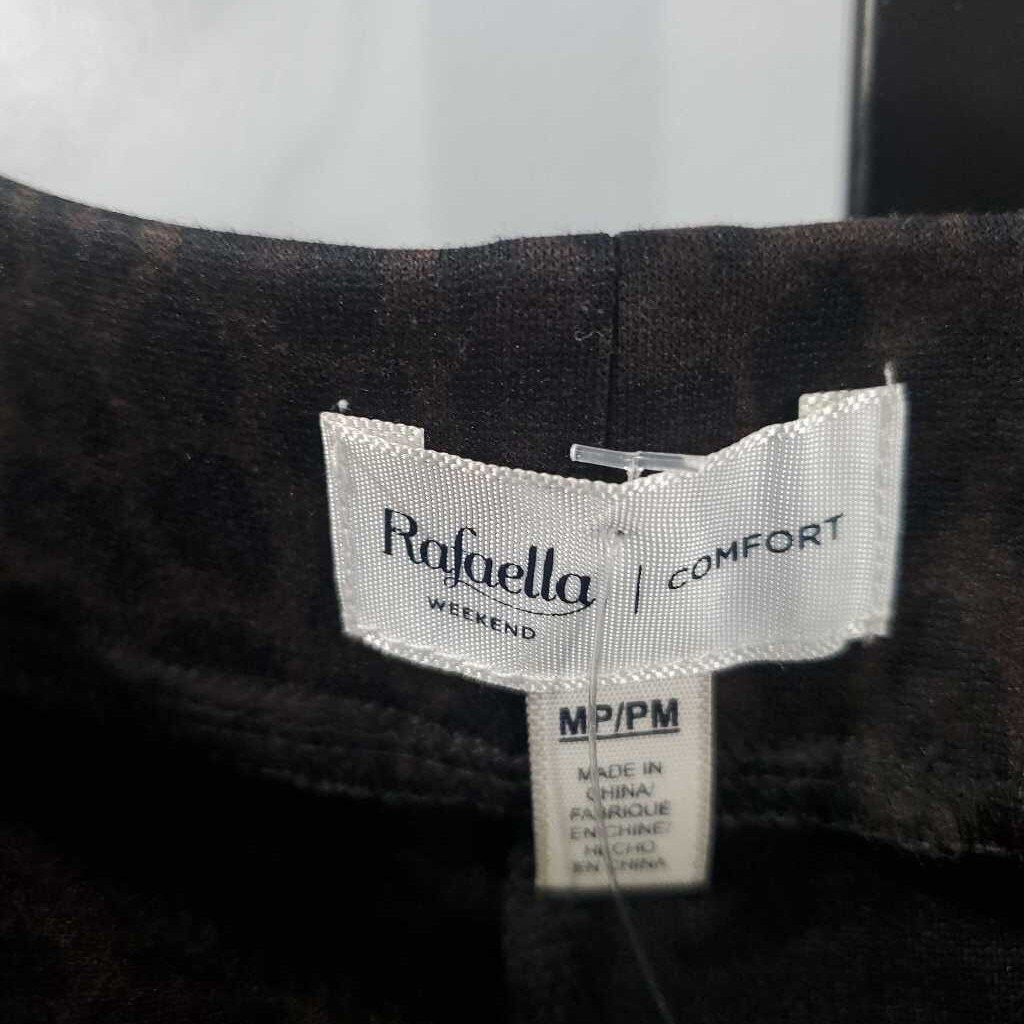 Rafaella | COMFORT
WEEKEND
MP/PM
MADE IN
CHINA/
FABRIQUE
EN CHINE/
HECHO
EN CHINA